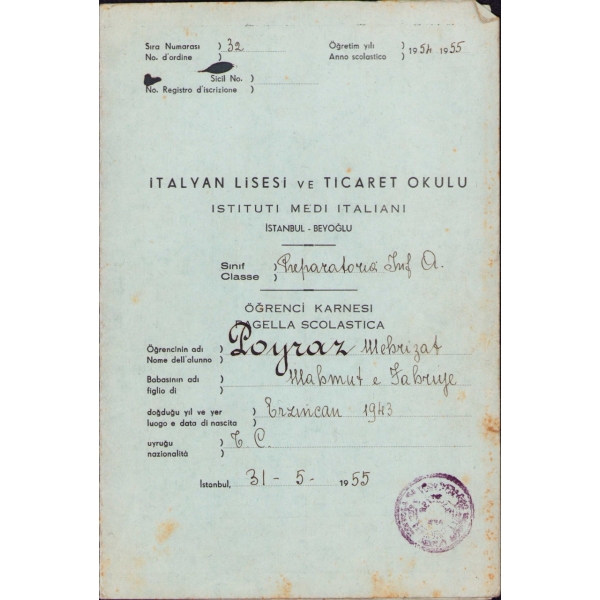 Sıra Numarası ) 32
No. d'ordine )
Öğretim yılı )
Anno scolastico ) 1954 1955
Sicil No. )
No. Registro d'iscrizione )
İTALYAN LİSESİ VE TİCARET OKULU
ISTITUTI MEDI ITALIANI
İSTANBUL - BEYOĞLU
Sınıf )
Classe ) Preparatoria Inf A.
ÖĞRENCİ KARNESI
PAGELLA SCOLASTICA
Öğrencinin adı ) Poyraz Mehrizat
Nome dell'alunno )
Babasının adı ) Mahmut e Fahriye
figlio di )
doğduğu yıl ve yer ) Erzincan 1943
luogo e data di nascita )
uyruğu ) T. C.
nazionalità )
İstanbul, 31 - 5 - 1955